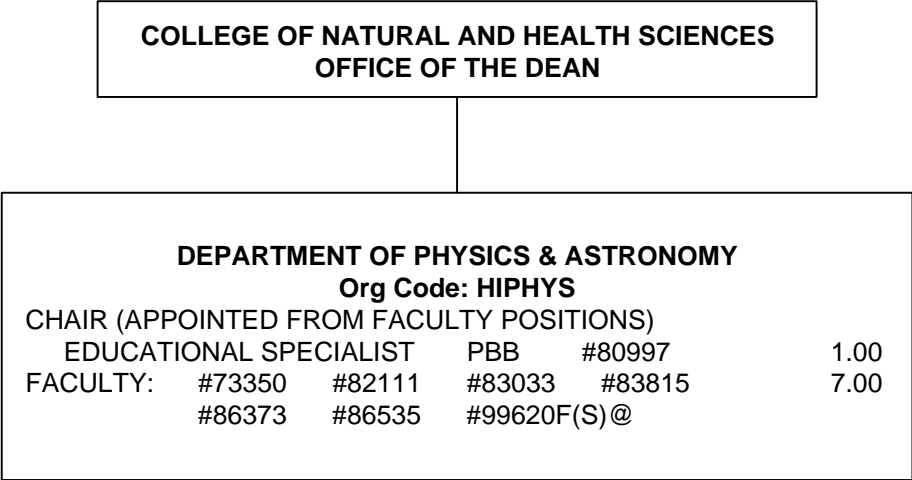 COLLEGE OF NATURAL AND HEALTH SCIENCES
OFFICE OF THE DEAN
DEPARTMENT OF PHYSICS & ASTRONOMY
Org Code: HIPHYS
CHAIR (APPOINTED FROM FACULTY POSITIONS)
EDUCATIONAL SPECIALIST PBB #80997 1.00
FACULTY: #73350 #82111 #83033 #83815 7.00
#86373 #86535 #99620F(S)@